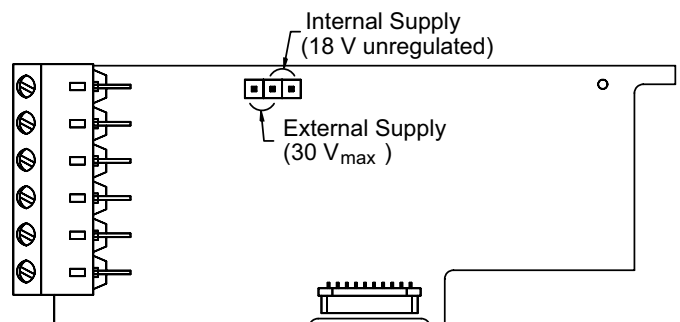 Internal Supply
(18 V unregulated)
External Supply
(30 Vmax )